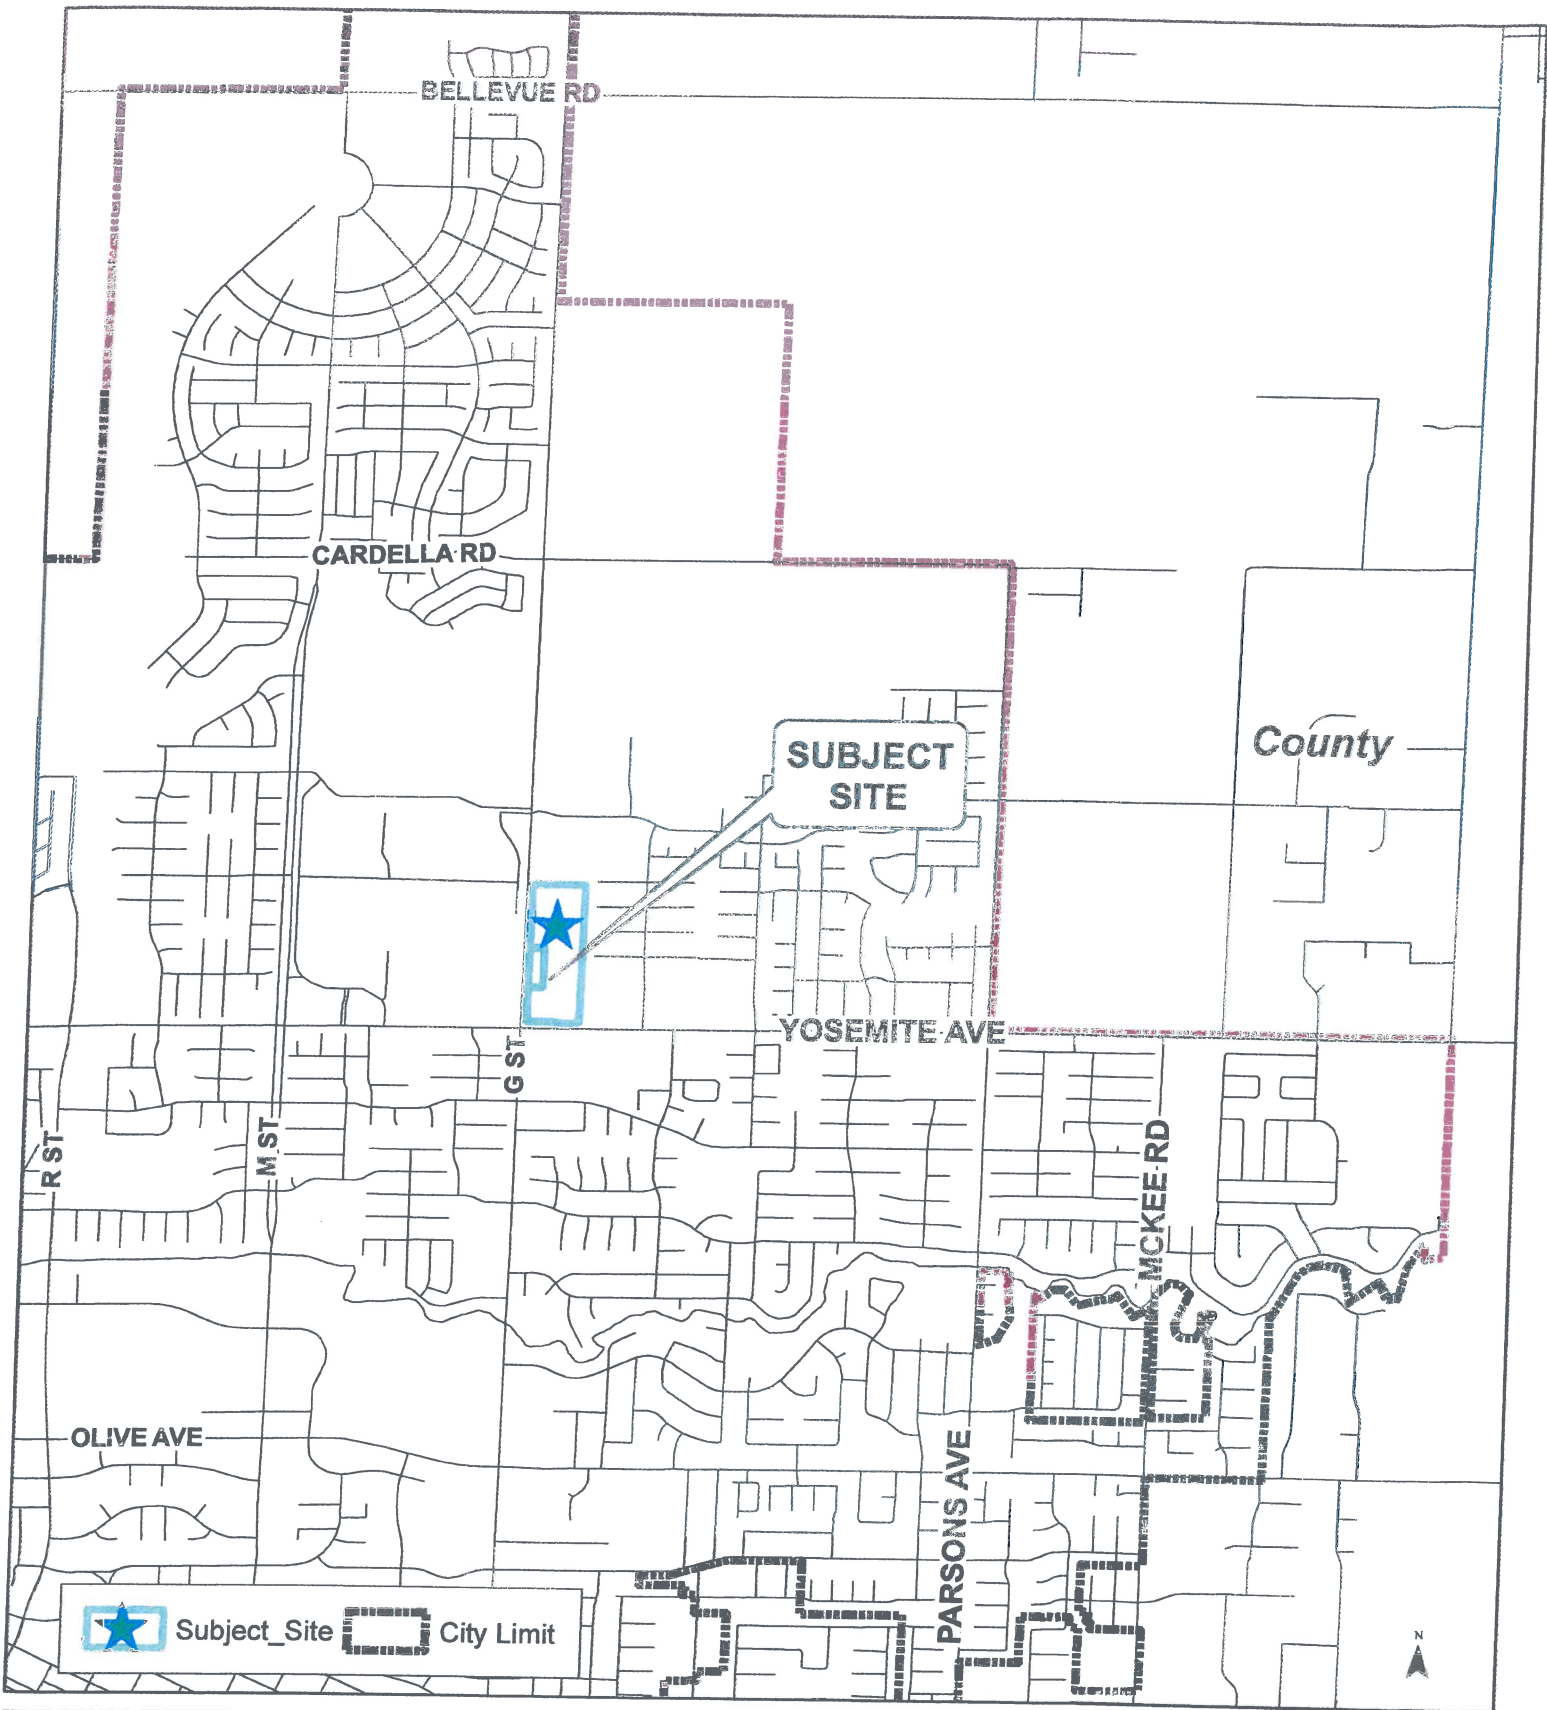 BELLEVUE RD
CARDELLA RD
SUBJECT
SITE
County
YOSEMITE AVE
G ST
M ST
R ST
MCKEE RD
OLIVE AVE
PARSONS AVE
Subject_Site
City Limit
N